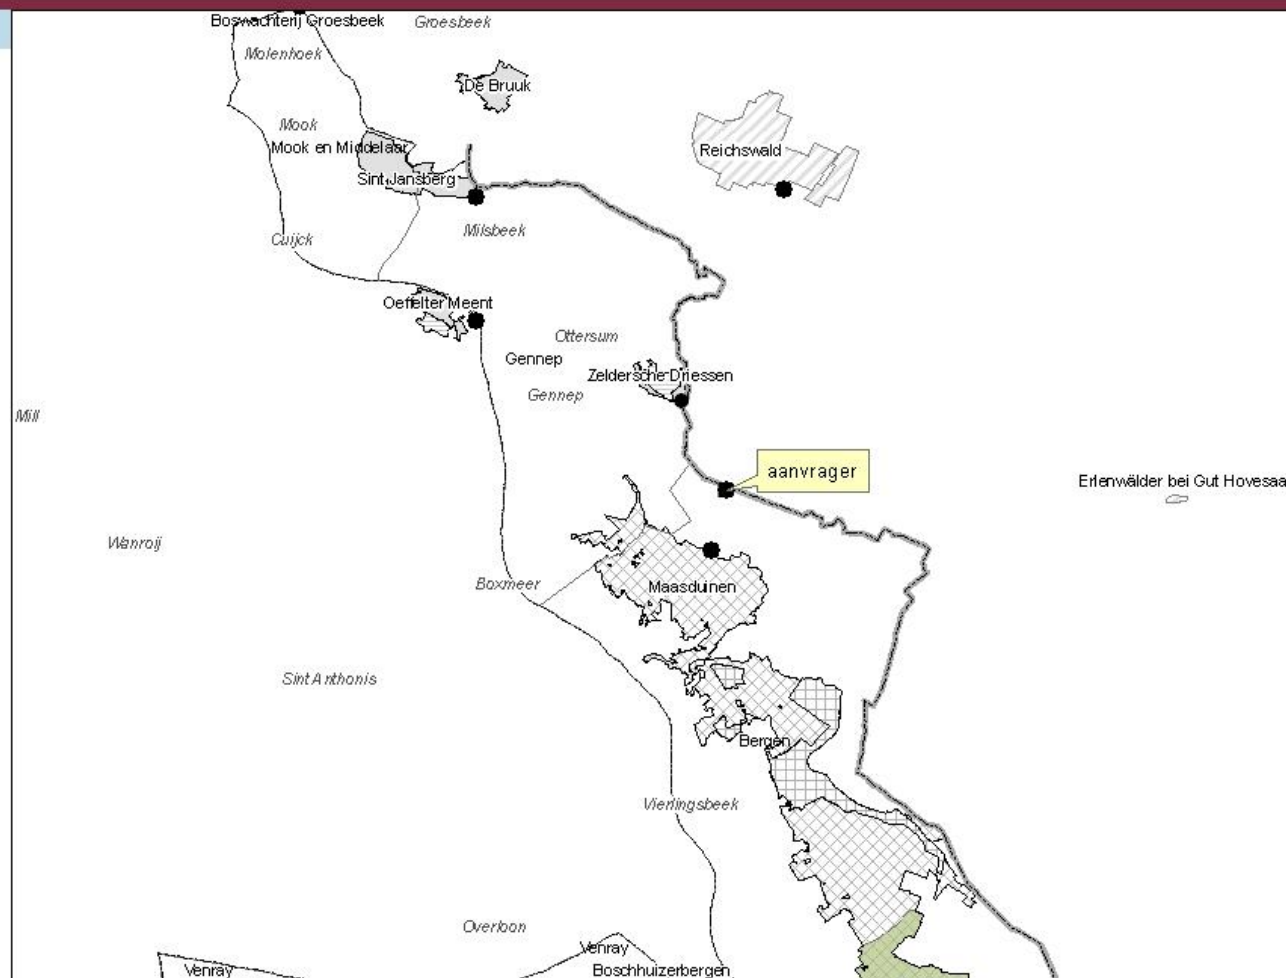 Boswachterij Groesbeek
Groesbeek
Molenhoek
De Bruuk
Mook
Mook en Middelaar
Reichswald
Sint Jansberg
Milsbeek
Cuijck
Oeffelter Meent
Ottersum
Gennep
Zeldersche Driessen
Gennep
Mill
aanvrager
Erlenwälder bei Gut Hovesaa
Wanroij
Boxmeer
Maasduinen
Sint Anthonis
Bergen
Vierlingsbeek
Overloon
Venray
Venray
Boschhuizerbergen